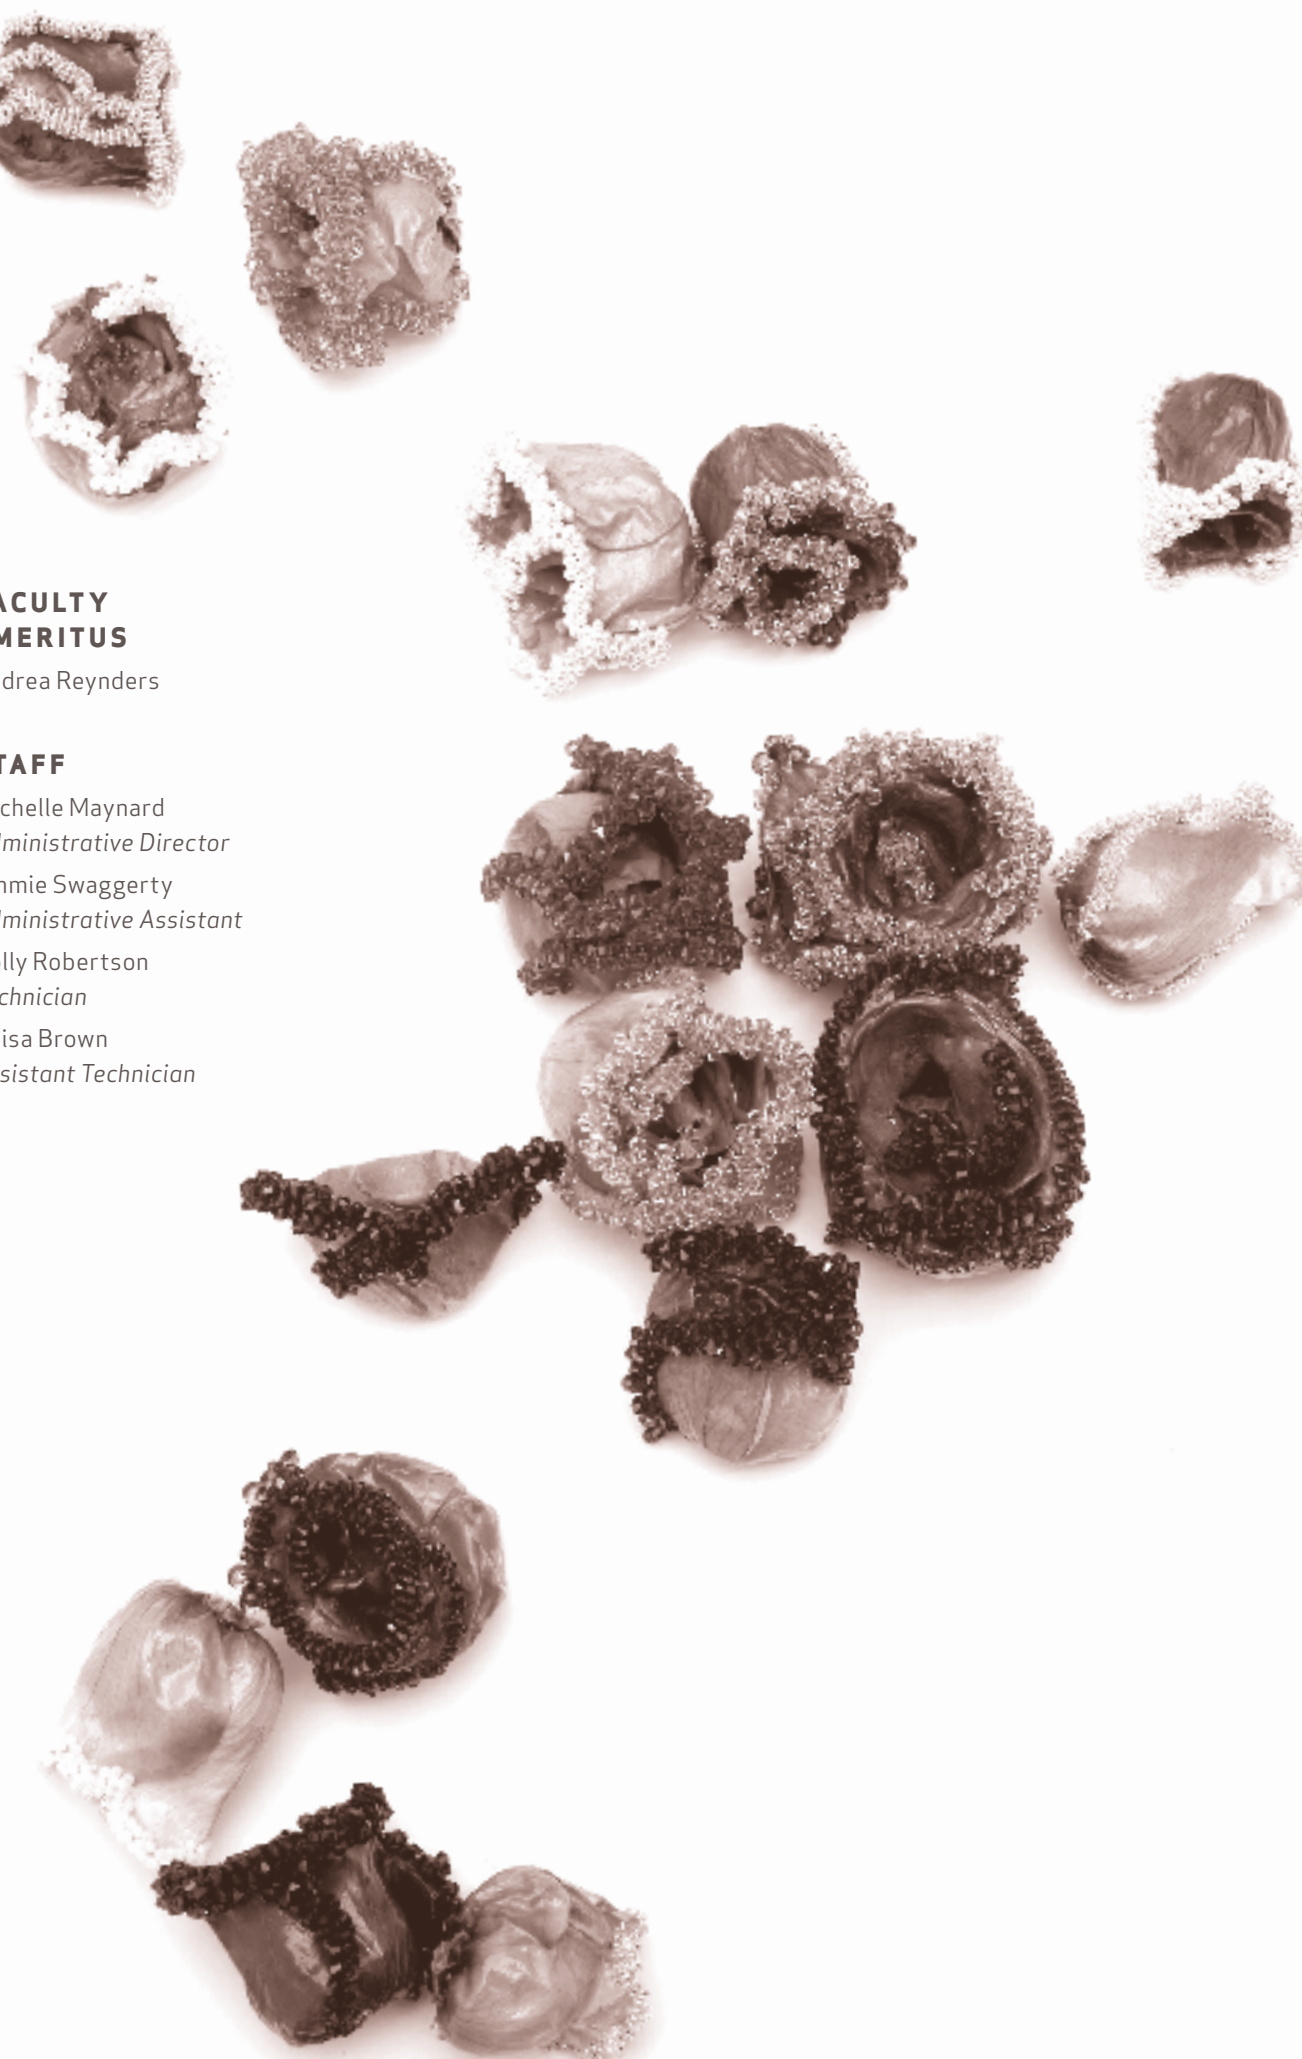 ACULTY
MERITUS
drea Reynders
TAFF
chelle Maynard
ministrative Director
mie Swaggerty
ministrative Assistant
lly Robertson
chnician
isa Brown
sistant Technician